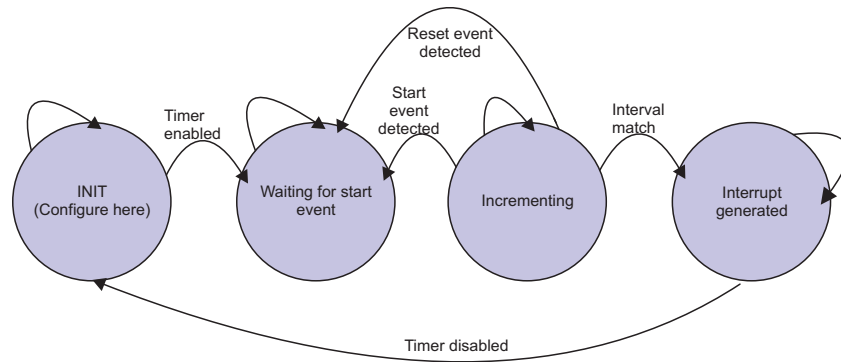 Reset event
detected
Start
event
detected
Timer
enabled
Interval
match
INIT
(Configure here)
Waiting for start
event
Incrementing
Interrupt
generated
Timer disabled